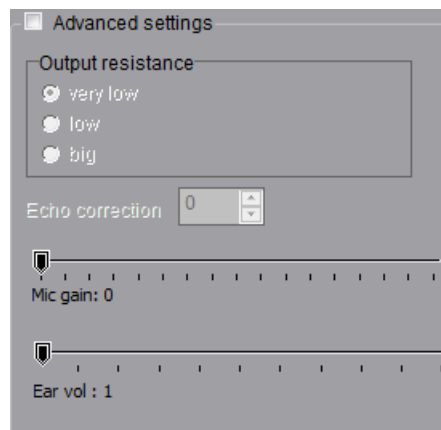 Advanced settings
Output resistance
very low
low
big
Echo correction 0
Mic gain: 0
Ear vol : 1